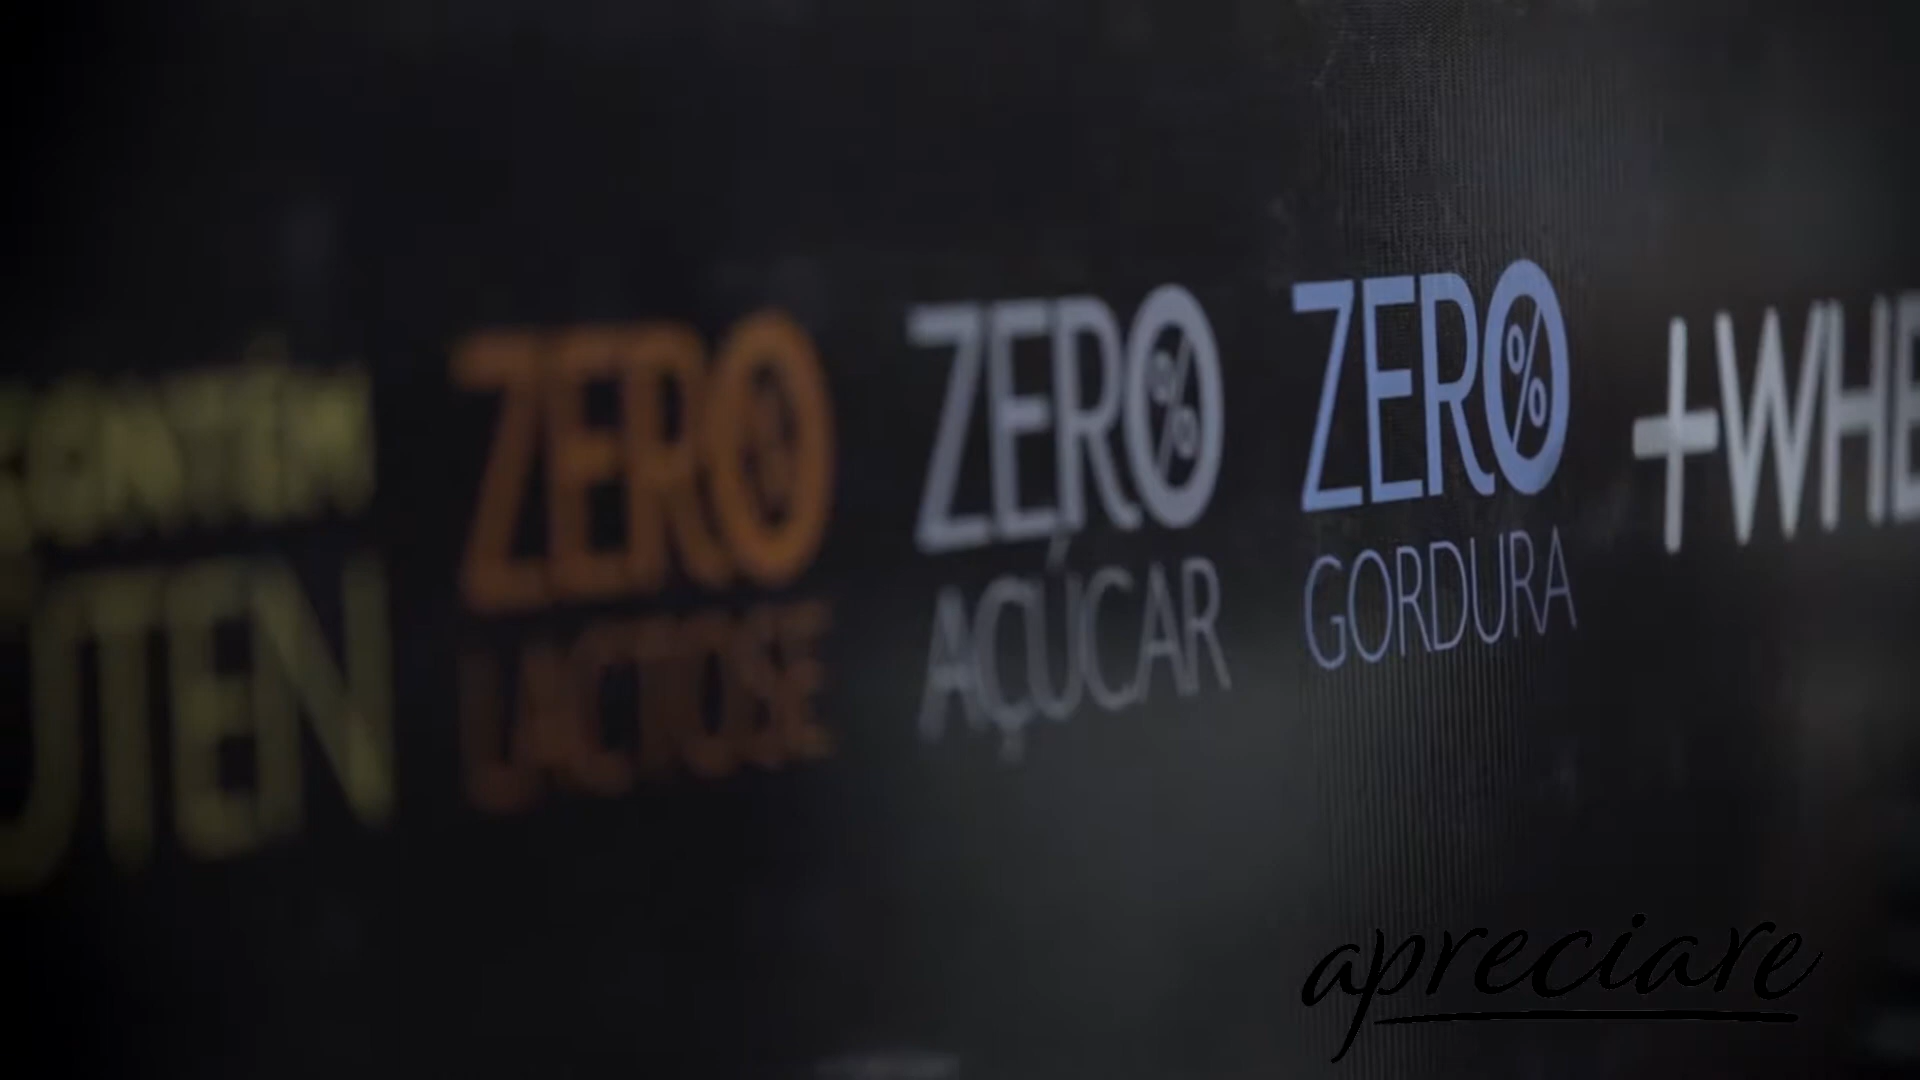 ZERO
LACTOSE
ZERO
AÇÚCAR
ZERO
GORDURA
apreciare